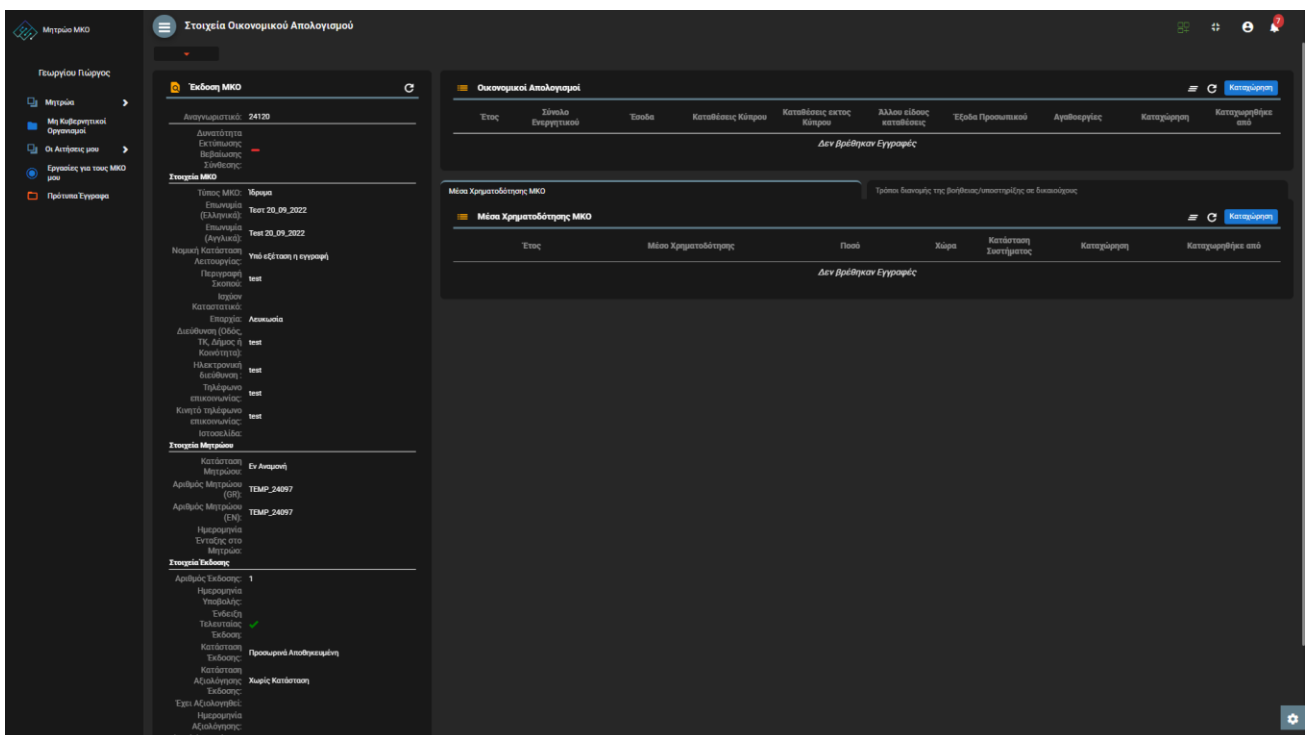 Μητρώο ΜΚΟ
Στοιχεία Οικονομικού Απολογισμού
7
Γεωργίου Γιώργος
Μητρώα
Μη Κυβερνητικοί
Οργανισμοί
Οι Αιτήσεις μου
Εργασίες για τους ΜΚΟ
μου
Πρότυπα Έγγραφα
Έκδοση ΜΚΟ
Αναγνωριστικό: 24120
Δυνατότητα
Εκτύπωσης
Βεβαίωσης
Σύνθεσης:
Στοιχεία ΜΚΟ
Τύπος ΜΚΟ: Ίδρυμα
Επωνυμία
(Ελληνικά): Τεστ 20_09_2022
Επωνυμία
(Αγγλικά): Test 20_09_2022
Νομική Κατάσταση
Λειτουργίας: Υπό εξέταση η εγγραφή
Περιγραφή
Σκοπού: test
Ισχύον
Καταστατικό:
Επαρχία: Λευκωσία
Διεύθυνση (Οδός,
ΤΚ, Δήμος ή
Κοινότητα): test
Ηλεκτρονική
διεύθυνση : test
Τηλέφωνο
επικοινωνίας: test
Κινητό τηλέφωνο
επικοινωνίας: test
Ιστοσελίδα:
Στοιχεία Μητρώου
Κατάσταση
Μητρώου: Εν Αναμονή
Αριθμός Μητρώου
(GR): TEMP_24097
Αριθμός Μητρώου
(EN): TEMP_24097
Ημερομηνία
Ένταξης στο
Μητρώο:
Στοιχεία Έκδοσης
Αριθμός Έκδοσης: 1
Ημερομηνία
Υποβολής:
Ένδειξη
Τελευταίας
Έκδοση:
Κατάσταση
Έκδοσης: Προσωρινά Αποθηκευμένη
Κατάσταση
Αξιολόγησης
Έκδοσης: Χωρίς Κατάσταση
Έχει Αξιολογηθεί:
Ημερομηνία
Αξιολόγησης:
Οικονομικοί Απολογισμοί
Καταχώρηση
Έτος Σύνολο Ενεργητικού Έσοδα Καταθέσεις Κύπρου Καταθέσεις εκτος Κύπρου Άλλου είδους καταθέσεις Έξοδα Προσωπικού Αγαθοεργίες Καταχώρηση Καταχωρηθήκε από
Δεν βρέθηκαν Εγγραφές
Μέσα Χρηματοδότησης ΜΚΟ
Τρόποι διανομής της βοήθειας/υποστηρίξης σε δικαιούχους
Μέσα Χρηματοδότησης ΜΚΟ
Καταχώρηση
Έτος Μέσο Χρηματοδότησης Ποσό Χώρα Κατάσταση Συστήματος Καταχώρηση Καταχωρηθήκε από
Δεν βρέθηκαν Εγγραφές